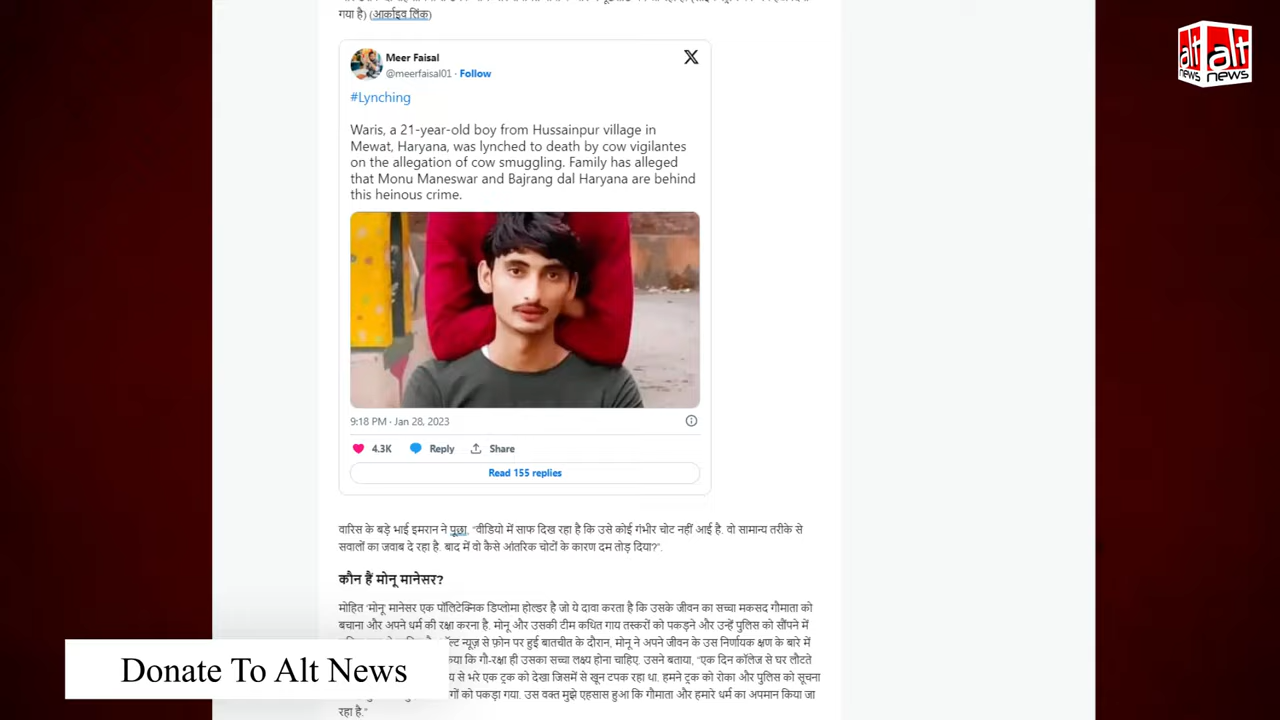 गया है) (आर्काइव लिंक)
alt news
alt news
Meer Faisal
@meerfaisal01 · Follow
#Lynching
Waris, a 21-year-old boy from Hussainpur village in
Mewat, Haryana, was lynched to death by cow vigilantes
on the allegation of cow smuggling. Family has alleged
that Monu Maneswar and Bajrang dal Haryana are behind
this heinous crime.
9:18 PM · Jan 28, 2023
4.3K Reply Share
Read 155 replies
वारिस के बड़े भाई इमरान ने पूछा, "वीडियो में साफ दिख रहा है कि उसे कोई गंभीर चोट नहीं आई है. वो सामान्य तरीके से
सवालों का जवाब दे रहा है. बाद में वो कैसे आंतरिक चोटों के कारण दम तोड़ दिया?".
कौन हैं मोनू मानेसर?
मोहित 'मोनू' मानेसर एक पॉलिटेक्निक डिप्लोमा होल्डर है जो ये दावा करता है कि उसके जीवन का सच्चा मकसद गौमाता को
बचाना और अपने धर्म की रक्षा करना है. मोनू और उसकी टीम कथित गाय तस्करों को पकड़ने और उन्हें पुलिस को सौंपने में
न्यूज़ से फ़ोन पर हुई बातचीत के दौरान, मोनू ने अपने जीवन के उस निर्णायक क्षण के बारे में
कि गौ-रक्षा ही उसका सच्चा लक्ष्य होना चाहिए. उसने बताया, "एक दिन कॉलेज से घर लौटते
से भरे एक ट्रक को देखा जिसमें से खून टपक रहा था. हमने ट्रक को रोका और पुलिस को सूचना
को पकड़ा गया. उस वक्त मुझे एहसास हुआ कि गौमाता और हमारे धर्म का अपमान किया जा
रहा है."
Donate To Alt News